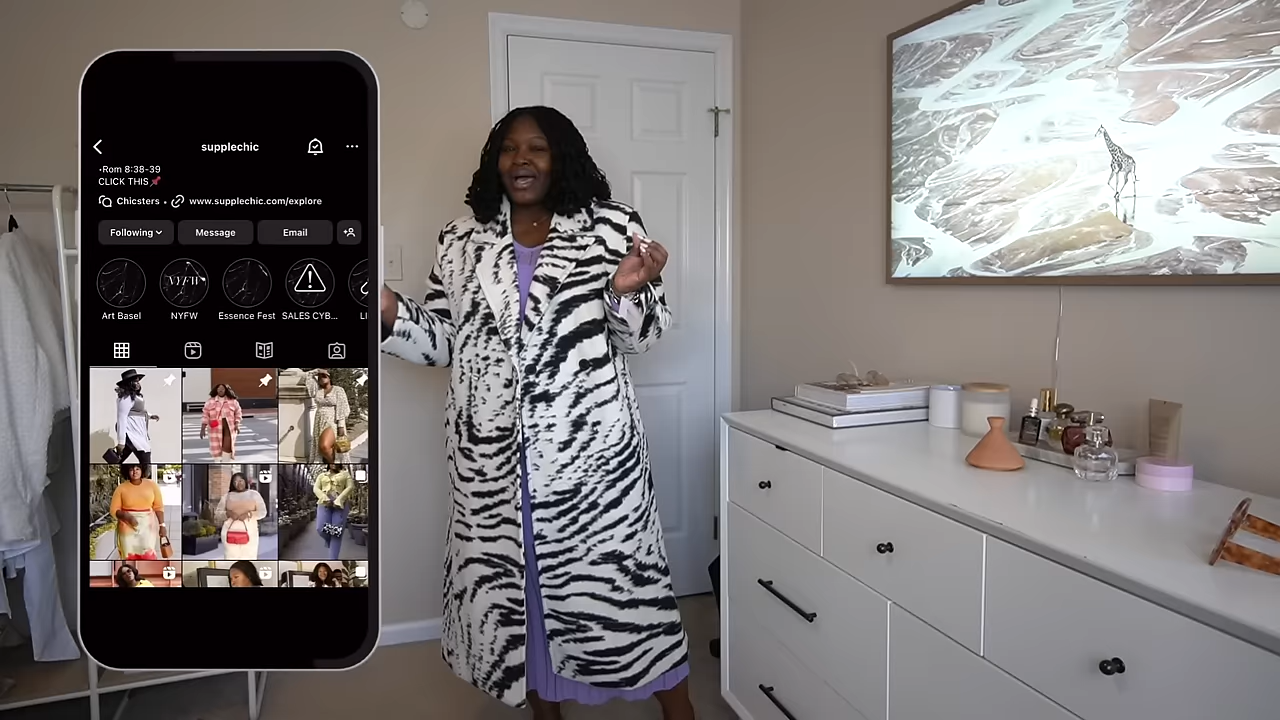 supplechic
·Rom 8:38-39
CLICK THIS
Chicsters • www.supplechic.com/explore
Following Message Email
NYFW
Art Basel NYFW Essence Fest SALES CYB... LI